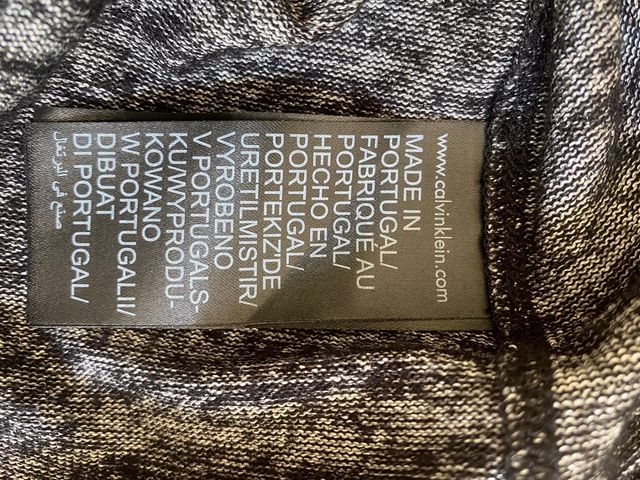 www.calvinklein.com
MADE IN
PORTUGAL/
FABRIQUÉ AU
PORTUGAL/
HECHO EN
PORTUGAL/
PORTEKIZ'DE
URETILMISTIR/
VYROBENO
V PORTUGALS-
KU/WYPRODU-
KOWANO
W PORTUGALII/
DIBUAT
DI PORTUGAL/
صنع في البرتغال